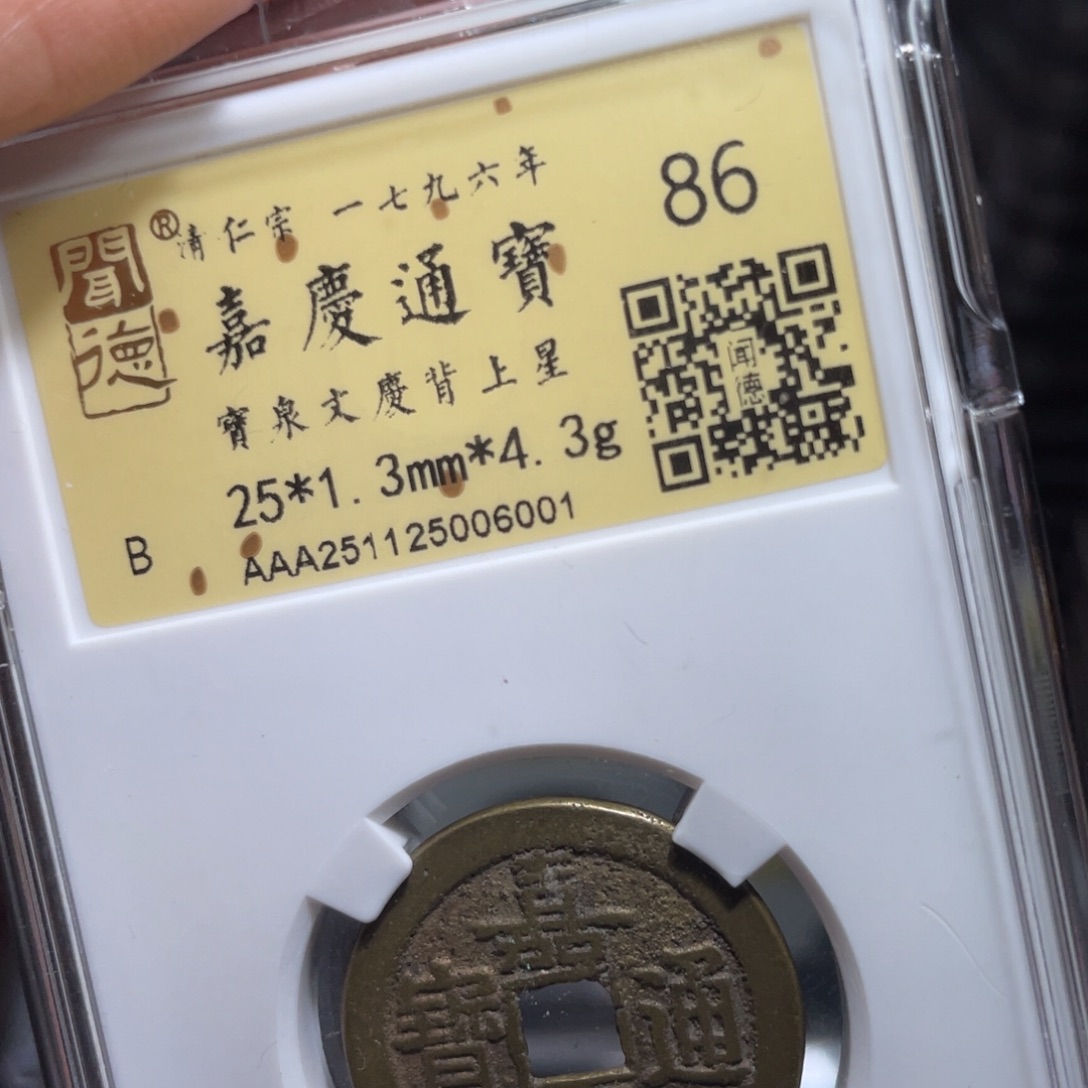 聞德®
清仁宗 一七九六年
86
嘉慶通寶
寶泉文慶背上星
闻德
25*1.3mm*4.3g
B
AAA251125006001
嘉
寶 通